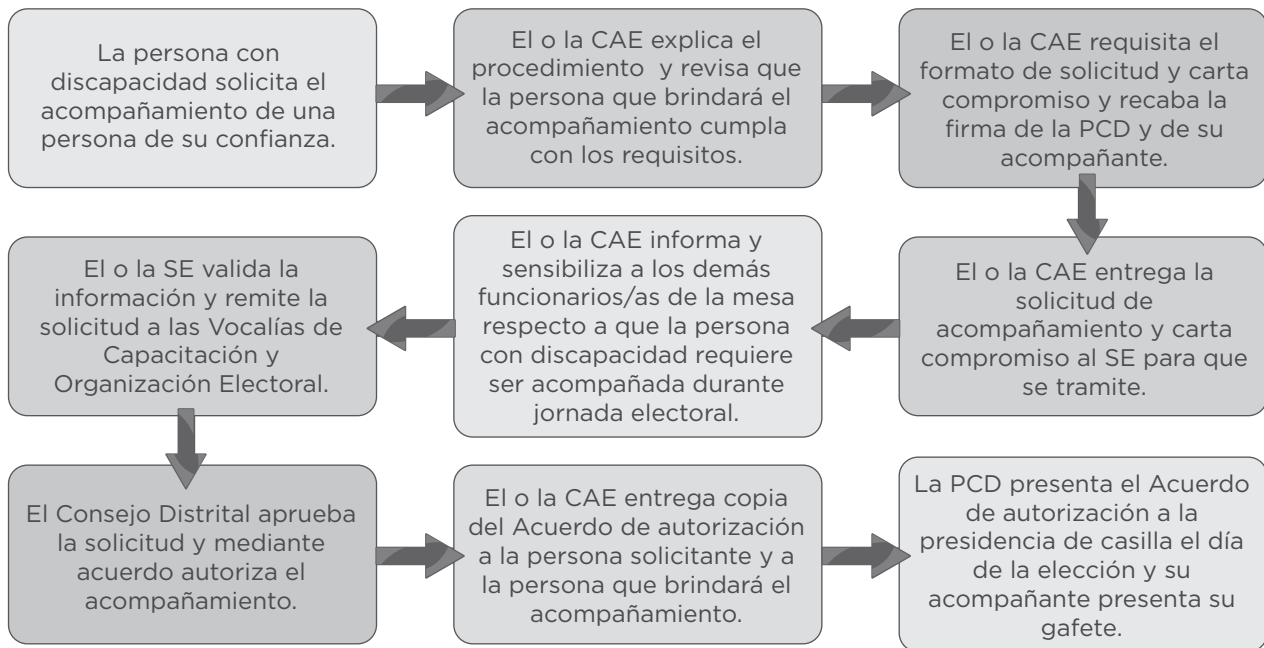 La persona con
discapacidad solicita el
acompañamiento de una
persona de su confianza.
El o la CAE explica el
procedimiento y revisa que
la persona que brindará el
acompañamiento cumpla
con los requisitos.
El o la CAE requisita el
formato de solicitud y carta
compromiso y recaba la
firma de la PCD y de su
acompañante.
El o la CAE entrega la
solicitud de
acompañamiento y carta
compromiso al SE para que
se tramite.
El o la CAE informa y
sensibiliza a los demás
funcionarios/as de la mesa
respecto a que la persona
con discapacidad requiere
ser acompañada durante
jornada electoral.
El o la SE valida la
información y remite la
solicitud a las Vocalías de
Capacitación y
Organización Electoral.
El Consejo Distrital aprueba
la solicitud y mediante
acuerdo autoriza el
acompañamiento.
El o la CAE entrega copia
del Acuerdo de autorización
a la persona solicitante y a
la persona que brindará el
acompañamiento.
La PCD presenta el Acuerdo
de autorización a la
presidencia de casilla el día
de la elección y su
acompañante presenta su
gafete.